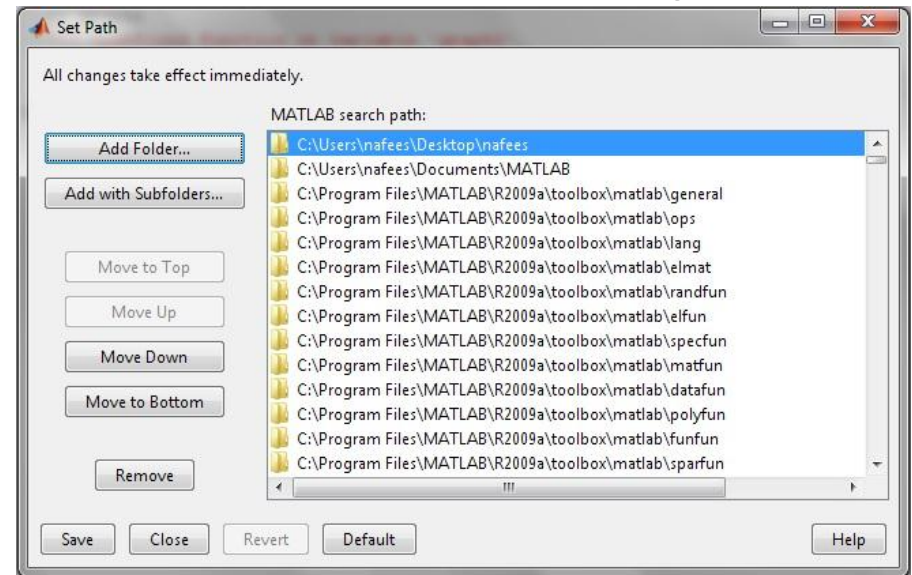 Set Path
All changes take effect immediately.
MATLAB search path:
Add Folder...
Add with Subfolders...
Move to Top
Move Up
Move Down
Move to Bottom
Remove
C:\Users\nafees\Desktop\nafees
C:\Users\nafees\Documents\MATLAB
C:\Program Files\MATLAB\R2009a\toolbox\matlab\general
C:\Program Files\MATLAB\R2009a\toolbox\matlab\ops
C:\Program Files\MATLAB\R2009a\toolbox\matlab\lang
C:\Program Files\MATLAB\R2009a\toolbox\matlab\elmat
C:\Program Files\MATLAB\R2009a\toolbox\matlab\randfun
C:\Program Files\MATLAB\R2009a\toolbox\matlab\elfun
C:\Program Files\MATLAB\R2009a\toolbox\matlab\specfun
C:\Program Files\MATLAB\R2009a\toolbox\matlab\matfun
C:\Program Files\MATLAB\R2009a\toolbox\matlab\datafun
C:\Program Files\MATLAB\R2009a\toolbox\matlab\polyfun
C:\Program Files\MATLAB\R2009a\toolbox\matlab\funfun
C:\Program Files\MATLAB\R2009a\toolbox\matlab\sparfun
Save
Close
Revert
Default
Help